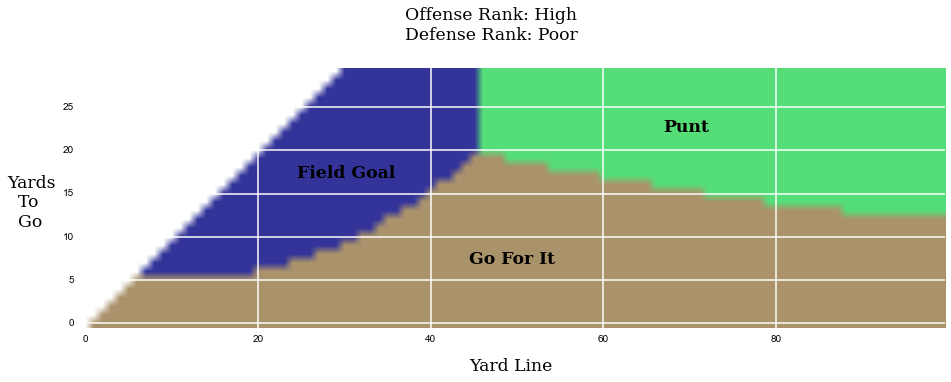 Offense Rank: High
Defense Rank: Poor
25
Punt
20
Field Goal
Yards
To
Go
15
10
Go For It
5
0
0 20 40 60 80
Yard Line